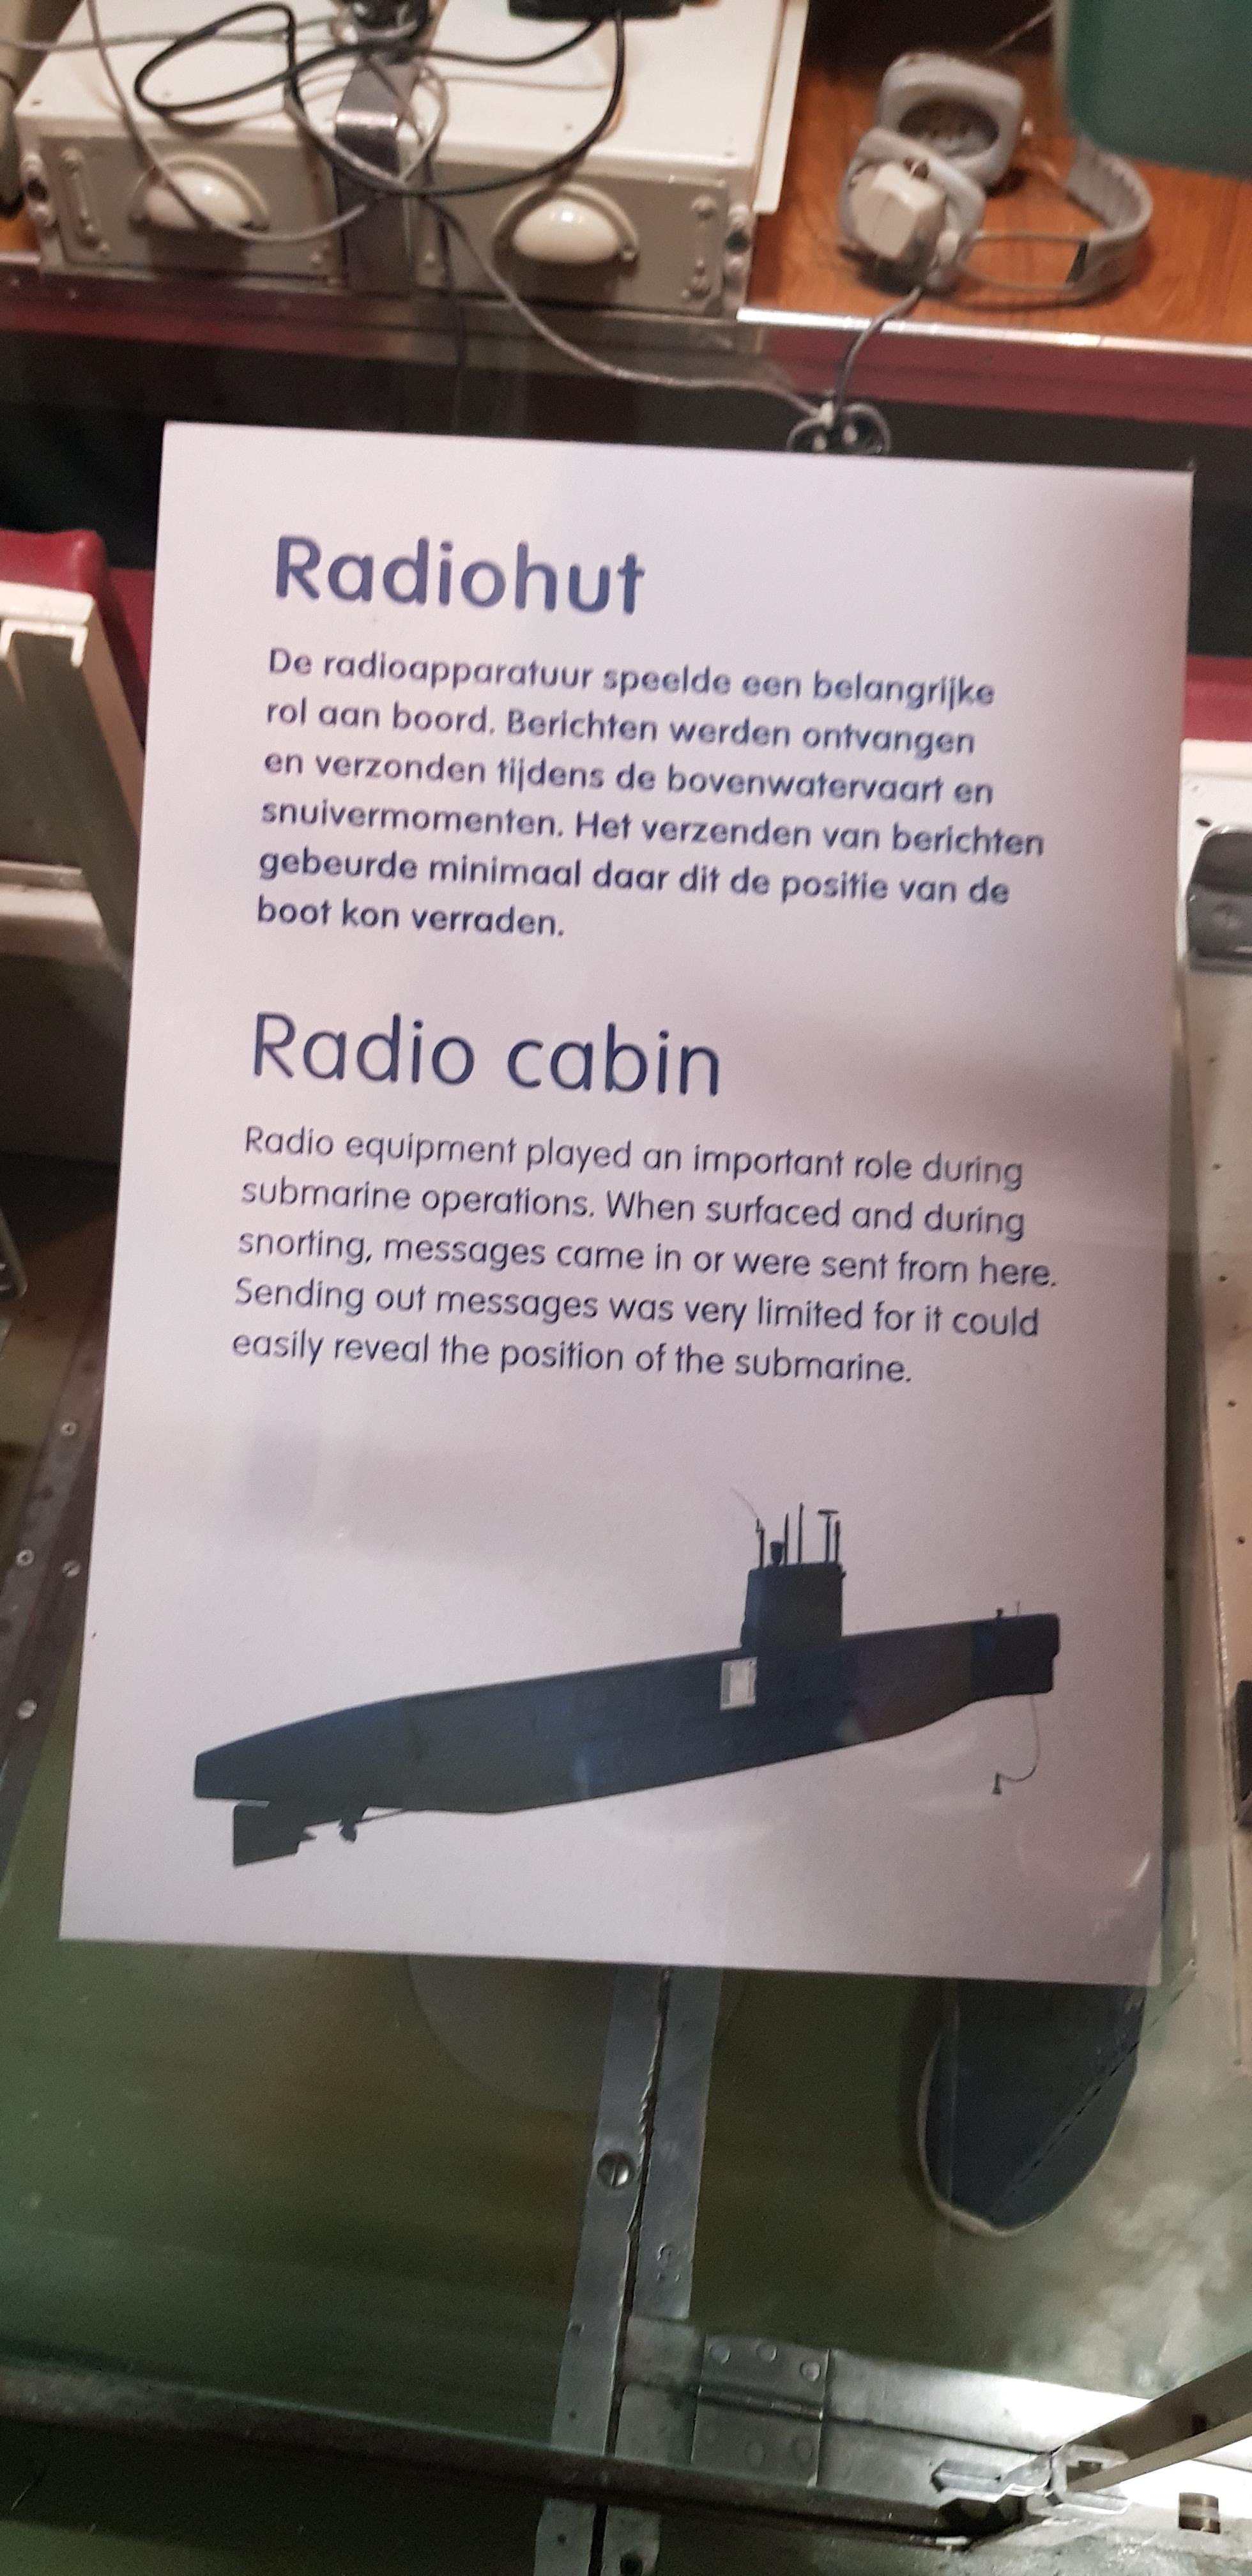 Radiohut
De radioapparatuur speelde een belangrijke
rol aan boord. Berichten werden ontvangen
en verzonden tijdens de bovenwatervaart en
snuivermomenten. Het verzenden van berichten
gebeurde minimaal daar dit de positie van de
boot kon verraden.
Radio cabin
Radio equipment played an important role during
submarine operations. When surfaced and during
snorting, messages came in or were sent from here.
Sending out messages was very limited for it could
easily reveal the position of the submarine.